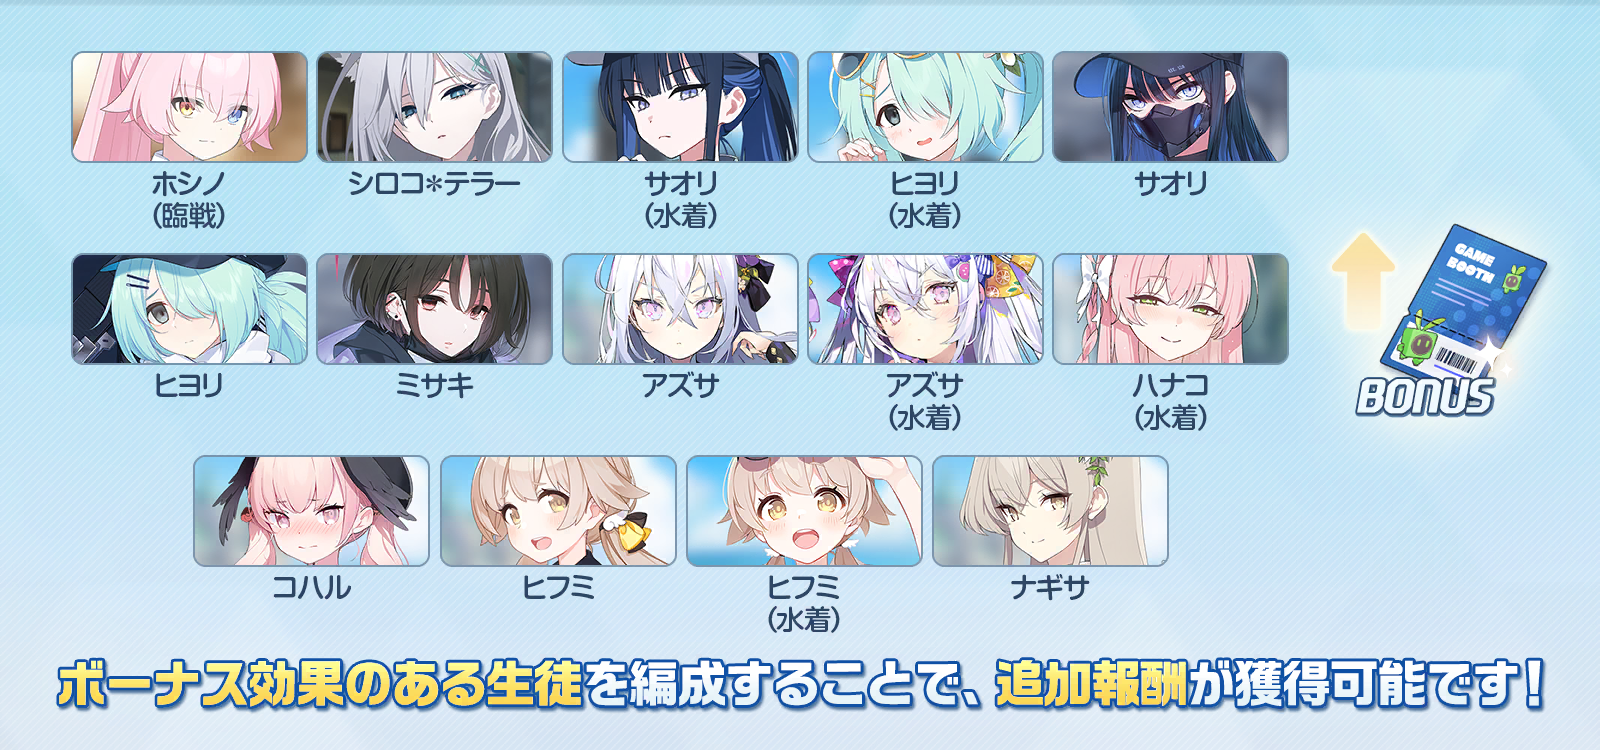 ホシノ
(臨戦)
シロコ＊テラー
サオリ
(水着)
ヒヨリ
(水着)
サオリ
ヒヨリ
ミサキ
アズサ
アズサ
(水着)
ハナコ
(水着)
GAME
BOOTH
BONUS
コハル
ヒフミ
ヒフミ
(水着)
ナギサ
ボーナス効果のある生徒を編成することで、追加報酬が獲得可能です！